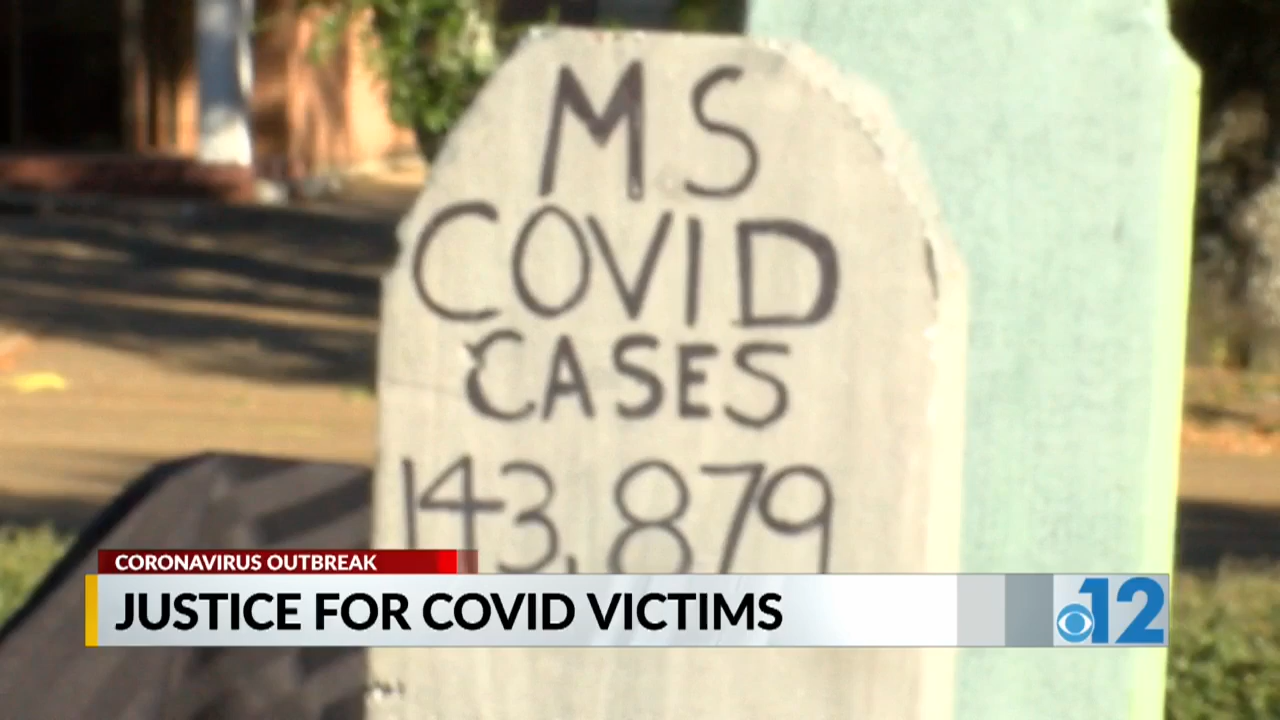 MS
COVID
CASES
143,879
CORONAVIRUS OUTBREAK
JUSTICE FOR COVID VICTIMS
12